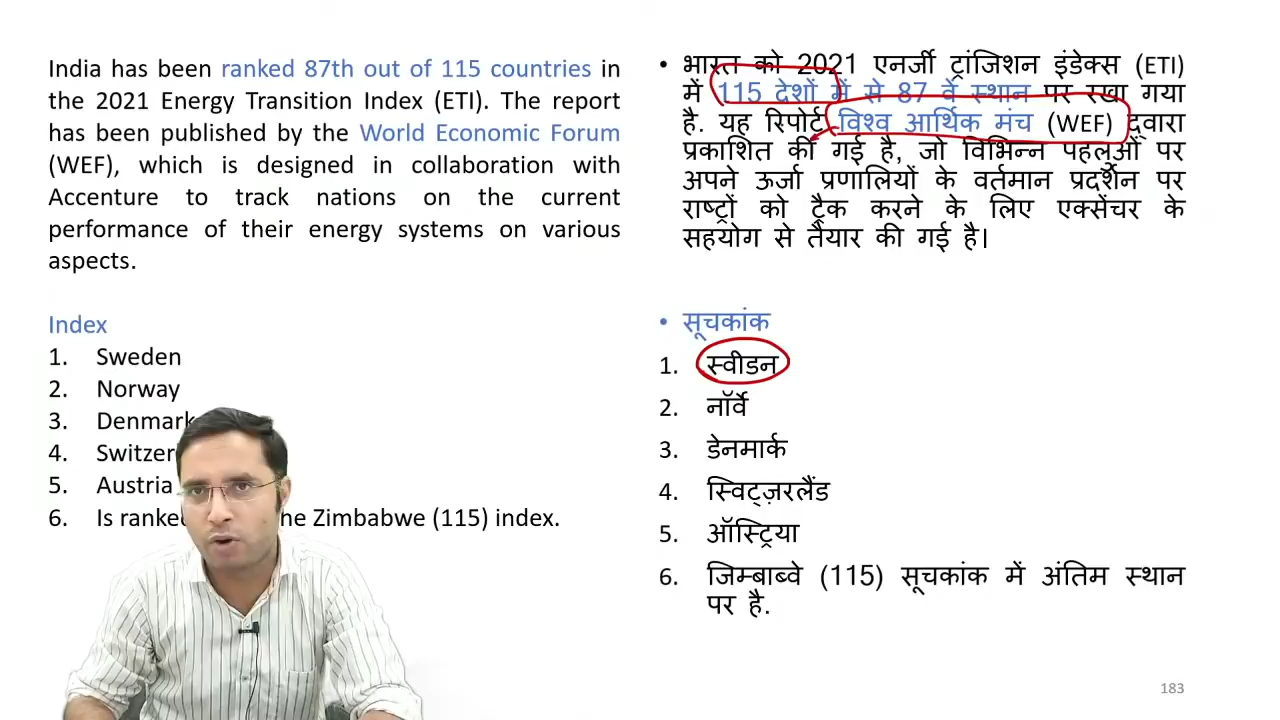 India has been ranked 87th out of 115 countries in
the 2021 Energy Transition Index (ETI). The report
has been published by the World Economic Forum
(WEF), which is designed in collaboration with
Accenture to track nations on the current
performance of their energy systems on various
aspects.
Index
1. Sweden
2. Norway
3. Denmark
4. Switzer
5. Austria
6. Is ranked ne Zimbabwe (115) index.
• भारत को 2021 एनर्जी ट्रांजिशन इंडेक्स (ETI)
में 115 देशों में से 87 वें स्थान पर रखा गया
है. यह रिपोर्ट विश्व आर्थिक मंच (WEF) द्वारा
प्रकाशित की गई है, जो विभिन्न पहलुओं पर
अपने ऊर्जा प्रणालियों के वर्तमान प्रदर्शन पर
राष्ट्रों को ट्रैक करने के लिए एक्सेंचर के
सहयोग से तैयार की गई है।
• सूचकांक
1. स्वीडन
2. नॉर्वे
3. डेनमार्क
4. स्विट्ज़रलैंड
5. ऑस्ट्रिया
6. जिम्बाब्वे (115) सूचकांक में अंतिम स्थान
पर है.
183